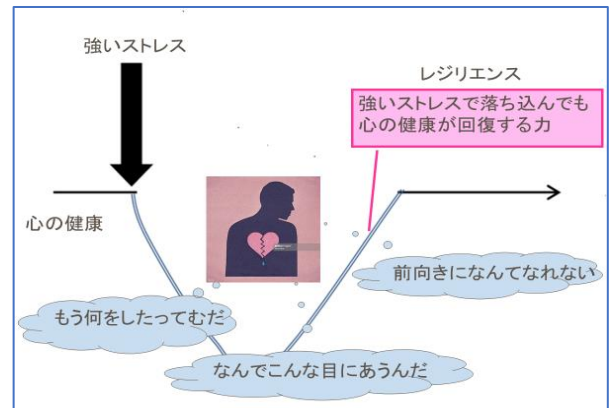 強いストレス
レジリエンス
強いストレスで落ち込んでも
心の健康が回復する力
心の健康
前向きになんてなれない
もう何をしたってむだ
なんでこんな目にあうんだ